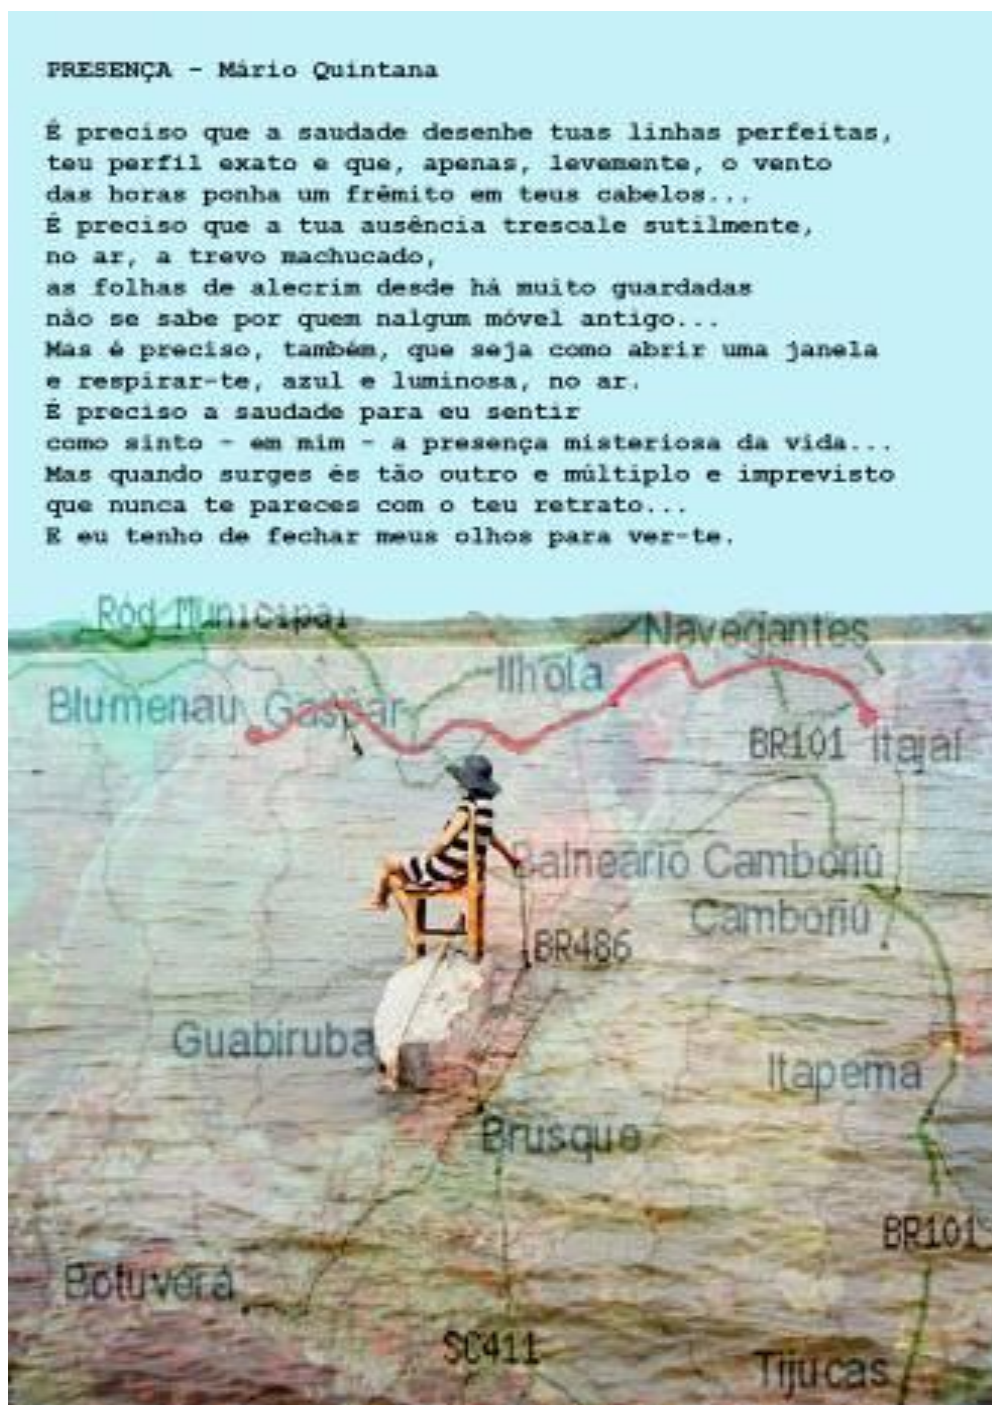 PRESENÇA - Mário Quintana
É preciso que a saudade desenhe tuas linhas perfeitas,
teu perfil exato e que, apenas, levemente, o vento
das horas ponha um frêmito em teus cabelos...
É preciso que a tua ausência trescale sutilmente,
no ar, a trevo machucado,
as folhas de alecrim desde há muito guardadas
não se sabe por quem nalgum móvel antigo...
Mas é preciso, também, que seja como abrir uma janela
e respirar-te, azul e luminosa, no ar.
É preciso a saudade para eu sentir
como sinto - em mim - a presença misteriosa da vida...
Mas quando surges és tão outro e múltiplo e imprevisto
que nunca te pareces com o teu retrato...
E eu tenho de fechar meus olhos para ver-te.
Ród Municipal
Navegantes
Ilhota
Blumenau Gaspar
BR101 Itajaí
Balneário Camboriú
Camboriú
BR486
Guabiruba
Itapema
Brusque
BR101
Botuverá
SC411
Tijucas